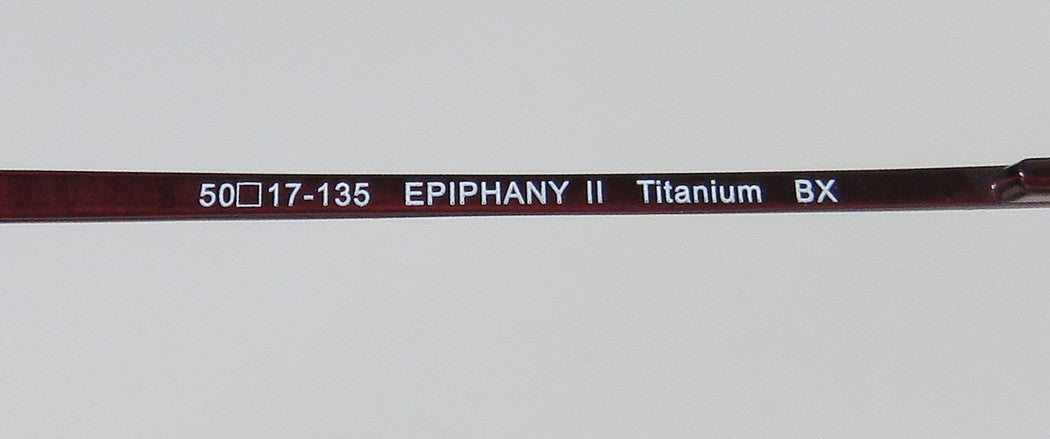 50□17-135 EPIPHANY II Titanium BX